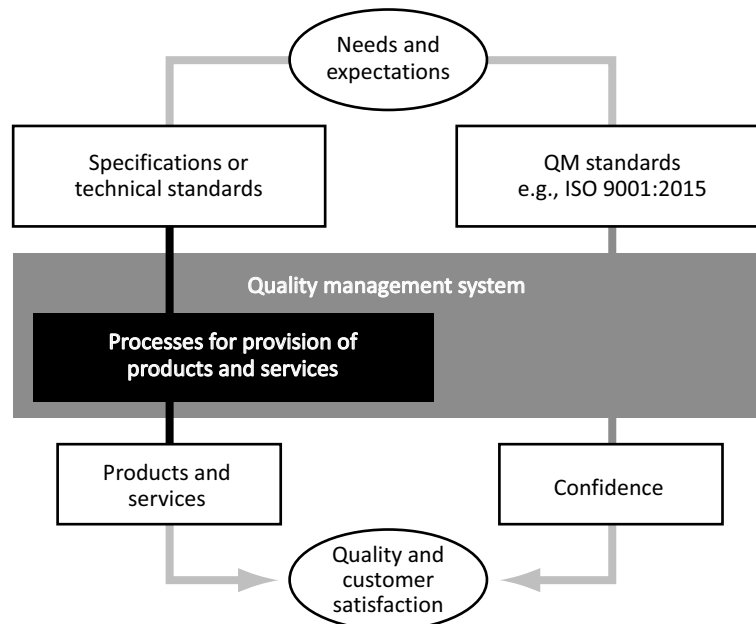 Needs and
expectations
Specifications or
technical standards
QM standards
e.g., ISO 9001:2015
Quality management system
Processes for provision of
products and services
Products and
services
Confidence
Quality and
customer
satisfaction